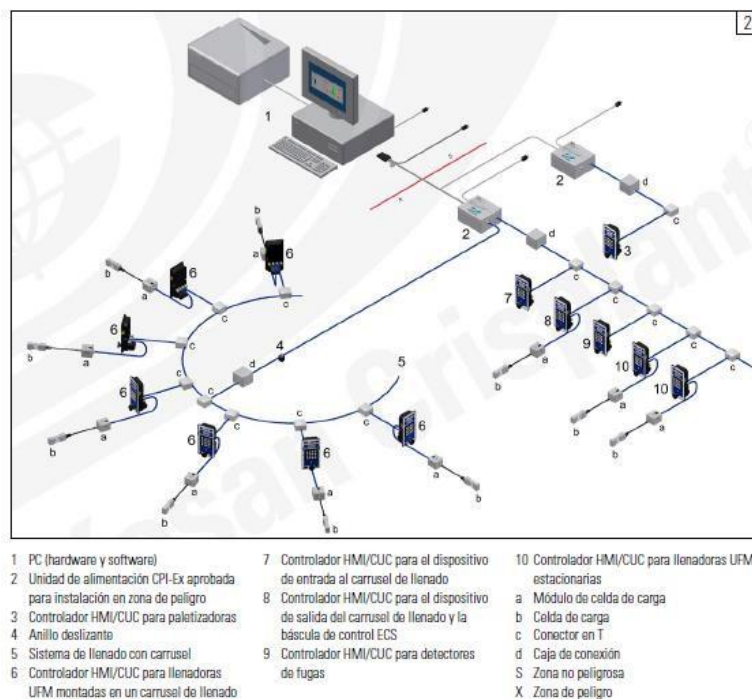 2
1
2
2
d
c
3
d
b
a
6
c
7
c
b
a
6
c
8
c
a
b
9
c
6
c
4
5
10
c
b
a
d
10
c
6
c
a
b
c
c
c
c
6
a
b
b
a
6
6
a
b
a
b
a
b
1 PC (hardware y software)
2 Unidad de alimentación CPI-Ex aprobada
para instalación en zona de peligro
3 Controlador HMI/CUC para paletizadoras
4 Anillo deslizante
5 Sistema de llenado con carrusel
6 Controlador HMI/CUC para llenadoras
UFM montadas en un carrusel de llenado
7 Controlador HMI/CUC para el dispositivo
de entrada al carrusel de llenado
8 Controlador HMI/CUC para el dispositivo
de salida del carrusel de llenado y la
báscula de control ECS
9 Controlador HMI/CUC para detectores
de fugas
10 Controlador HMI/CUC para llenadoras UFM
estacionarias
a Módulo de celda de carga
b Celda de carga
c Conector en T
d Caja de conexión
S Zona no peligrosa
X Zona de peligro
Kosan Crisplant